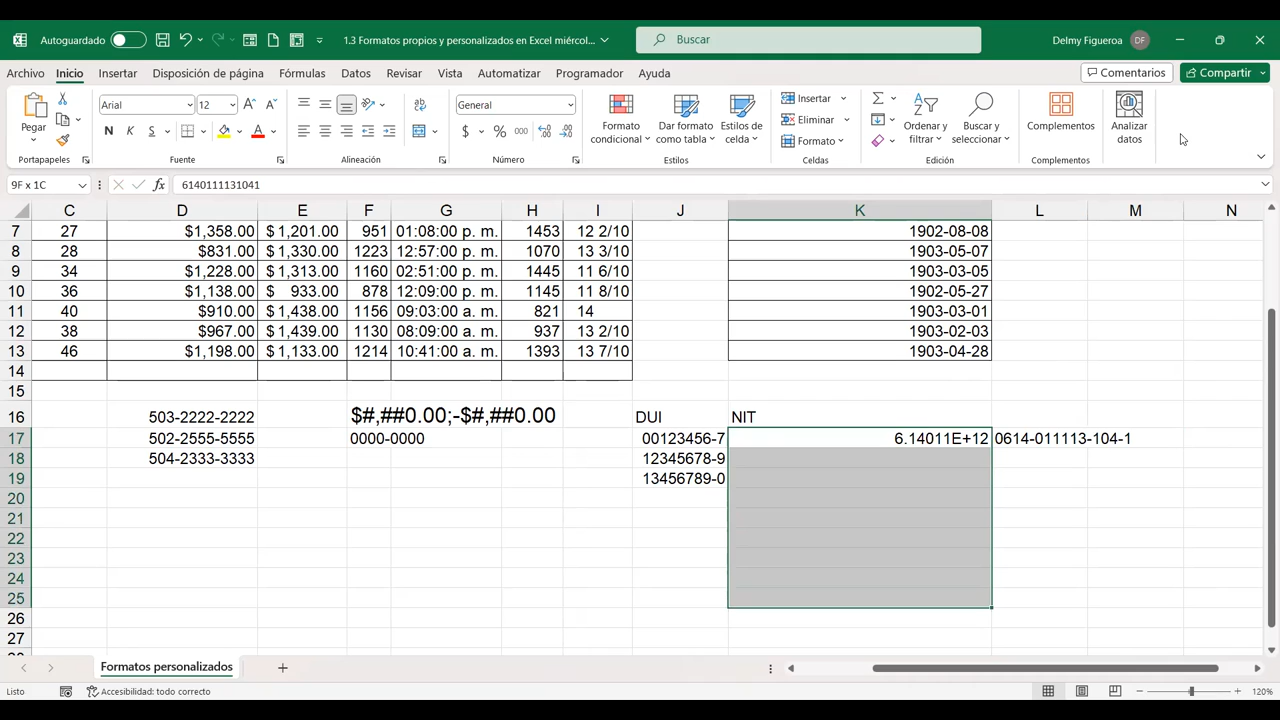 Autoguardado
1.3 Formatos propios y personalizados en Excel miércol...
Buscar
Delmy Figueroa DF
Archivo Inicio Insertar Disposición de página Fórmulas Datos Revisar Vista Automatizar Programador Ayuda
Comentarios Compartir
Pegar
Portapapeles
Arial 12
N K S
Fuente
Alineación
General
$ % 000
Número
Formato condicional
Dar formato como tabla
Estilos de celda
Estilos
Insertar
Eliminar
Formato
Celdas
Ordenar y filtrar
Buscar y seleccionar
Edición
Complementos
Complementos
Analizar datos
9F x 1C fx 6140111131041
C D E F G H I J K L M N
7 27 $1,358.00 $ 1,201.00 951 01:08:00 p. m. 1453 12 2/10 1902-08-08
8 28 $831.00 $ 1,330.00 1223 12:57:00 p. m. 1070 13 3/10 1903-05-07
9 34 $1,228.00 $ 1,313.00 1160 02:51:00 p. m. 1445 11 6/10 1903-03-05
10 36 $1,138.00 $ 933.00 878 12:09:00 p. m. 1145 11 8/10 1902-05-27
11 40 $910.00 $ 1,438.00 1156 09:03:00 a. m. 821 14 1903-03-01
12 38 $967.00 $ 1,439.00 1130 08:09:00 a. m. 937 13 2/10 1903-02-03
13 46 $1,198.00 $ 1,133.00 1214 10:41:00 a. m. 1393 13 7/10 1903-04-28
14
15
16 503-2222-2222 $#,##0.00;-$#,##0.00 DUI NIT
17 502-2555-5555 0000-0000 00123456-7 6.14011E+12 0614-011113-104-1
18 504-2333-3333 12345678-9
19 13456789-0
20
21
22
23
24
25
26
27
Formatos personalizados
Listo Accesibilidad: todo correcto 120%